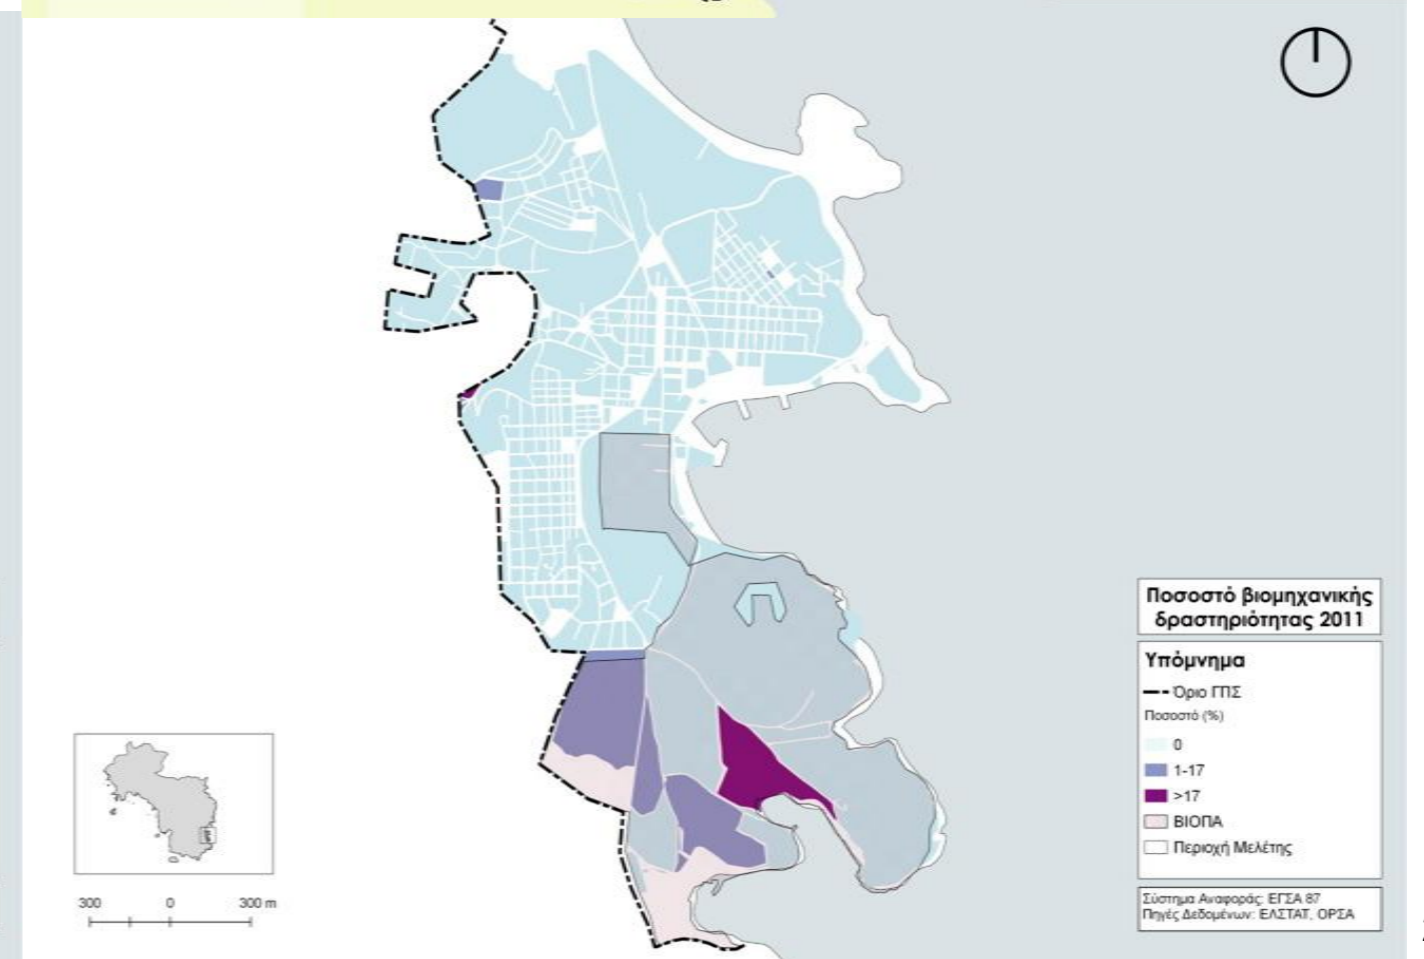 Ποσοστό βιομηχανικής
δραστηριότητας 2011
Υπόμνημα
Όριο ΓΠΣ
Ποσοστό (%)
0
1-17
>17
ΒΙΟΠΑ
Περιοχή Μελέτης
Σύστημα Αναφοράς: ΕΓΣΑ 87
Πηγές Δεδομένων: ΕΛΣΤΑΤ, ΟΡΣΑ
300 0 300 m